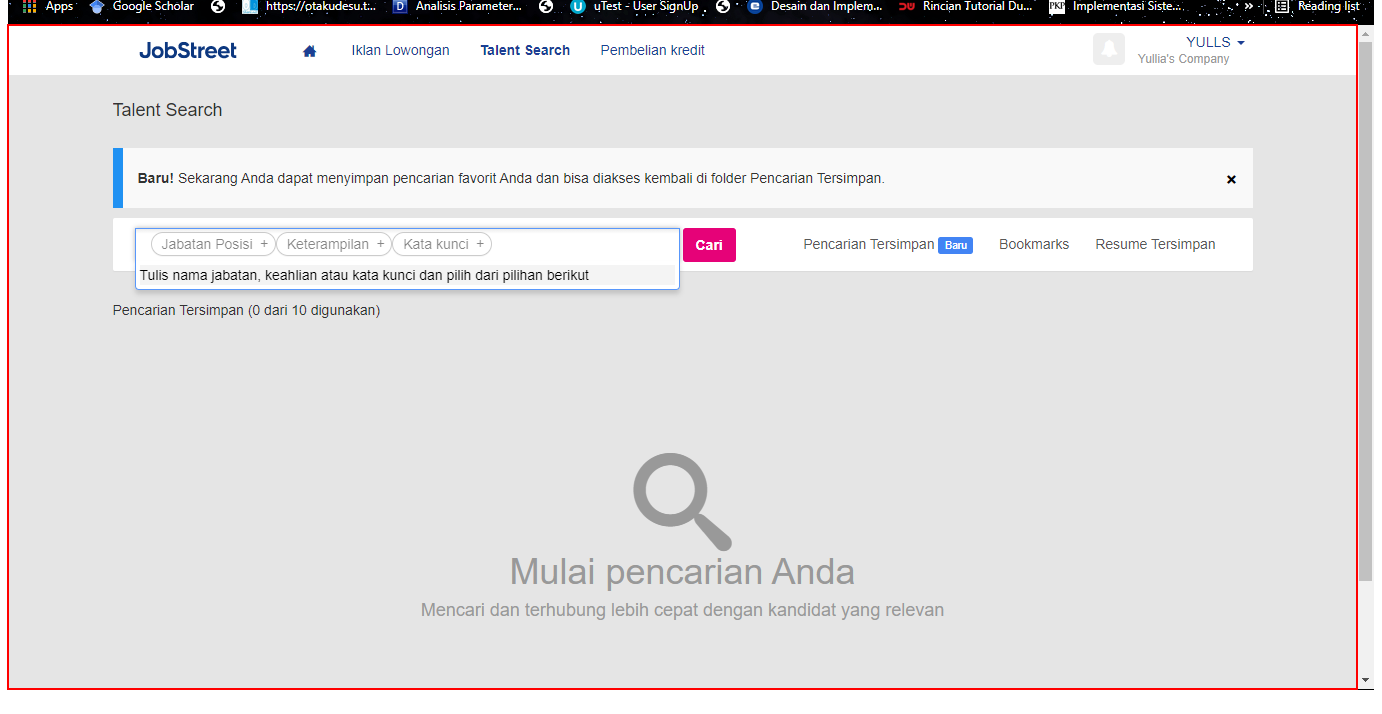 Apps Google Scholar https://otakudesu.t:... D Analisis Parameter... U uTest - User SignUp e Desain dan Implem... Rincian Tutorial Du... PKP Implementasi Siste... » Reading list
JobStreet Iklan Lowongan Talent Search Pembelian kredit YULLS
Yullia's Company
Talent Search
Baru! Sekarang Anda dapat menyimpan pencarian favorit Anda dan bisa diakses kembali di folder Pencarian Tersimpan. ×
Jabatan Posisi + Keterampilan + Kata kunci + Cari Pencarian Tersimpan Baru Bookmarks Resume Tersimpan
Tulis nama jabatan, keahlian atau kata kunci dan pilih dari pilihan berikut
Pencarian Tersimpan (0 dari 10 digunakan)
Mulai pencarian Anda
Mencari dan terhubung lebih cepat dengan kandidat yang relevan